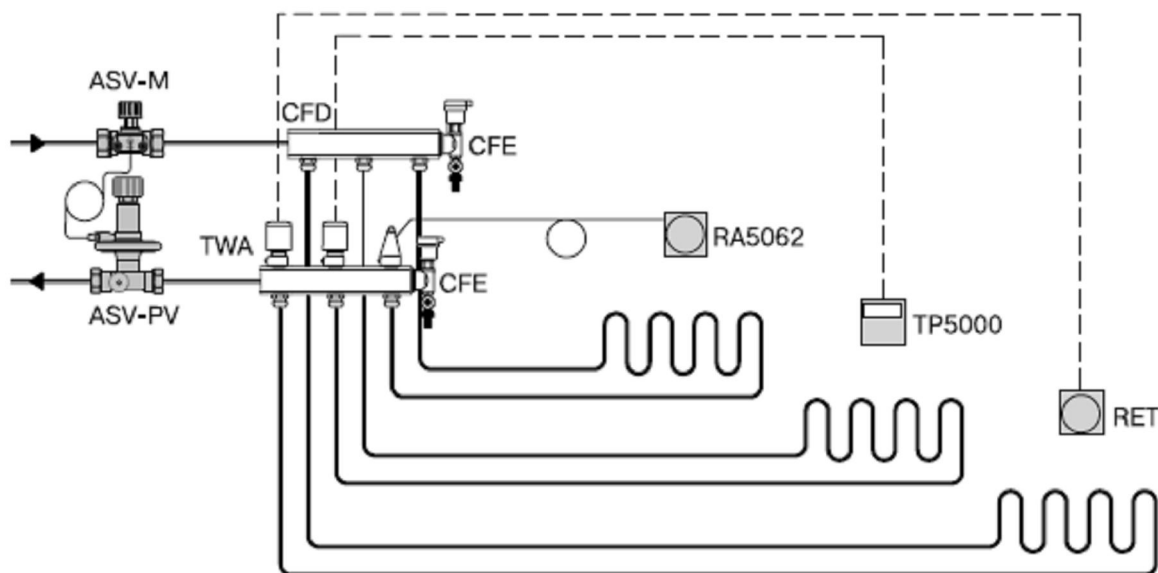 ASV-M
CFD
CFE
TWA
RA5062
CFE
ASV-PV
TP5000
RET